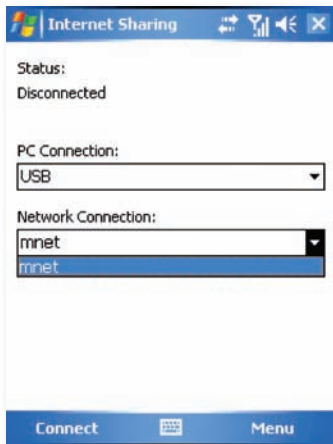 Internet Sharing
Status:
Disconnected
PC Connection:
USB
Network Connection:
mnet
mnet
Connect Menu